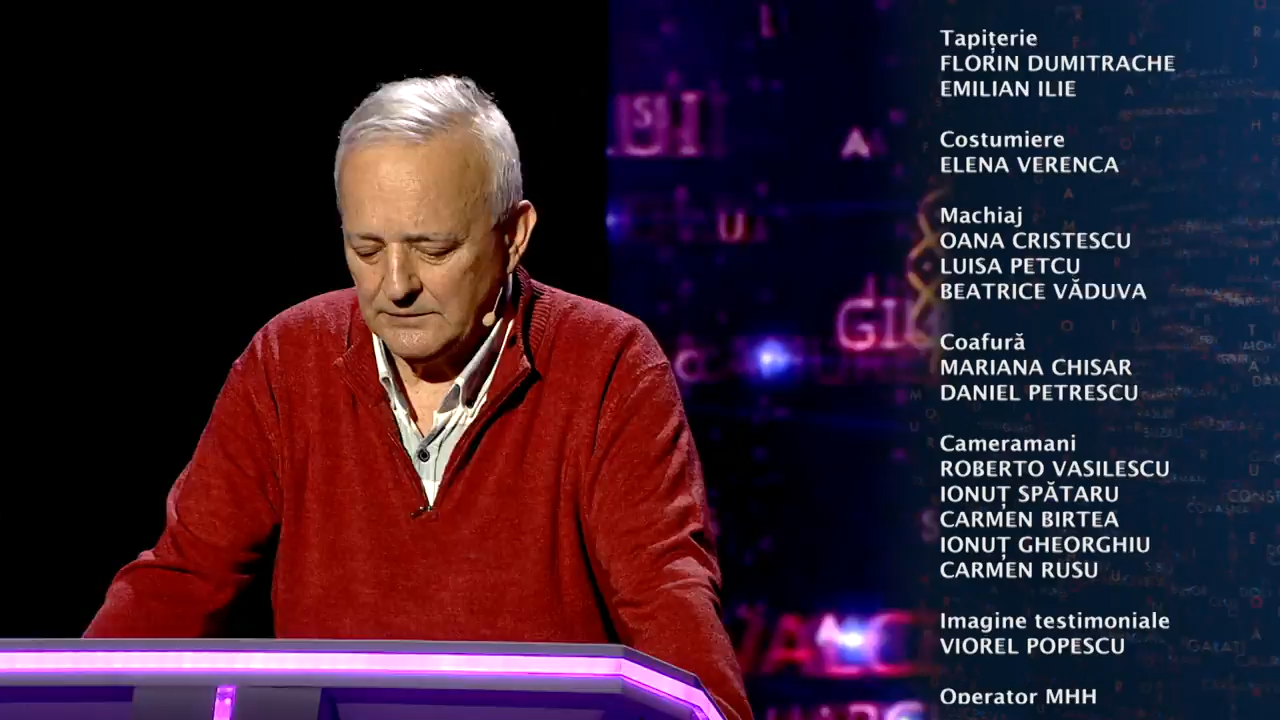 Tapițerie
FLORIN DUMITRACHE
EMILIAN ILIE
Costumiere
ELENA VERENCA
Machiaj
OANA CRISTESCU
LUISA PETCU
BEATRICE VĂDUVA
Coafură
MARIANA CHISAR
DANIEL PETRESCU
Cameramani
ROBERTO VASILESCU
IONUȚ SPĂTARU
CARMEN BIRTEA
IONUȚ GHEORGHIU
CARMEN RUSU
Imagine testimoniale
VIOREL POPESCU
Operator MHH